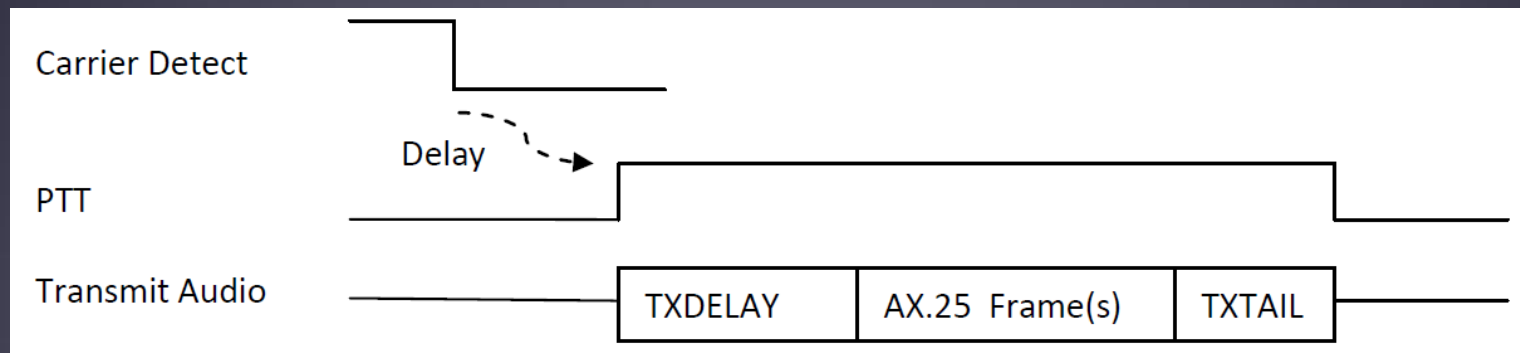 Carrier Detect
Delay
PTT
Transmit Audio
TXDELAY
AX.25 Frame(s)
TXTAIL